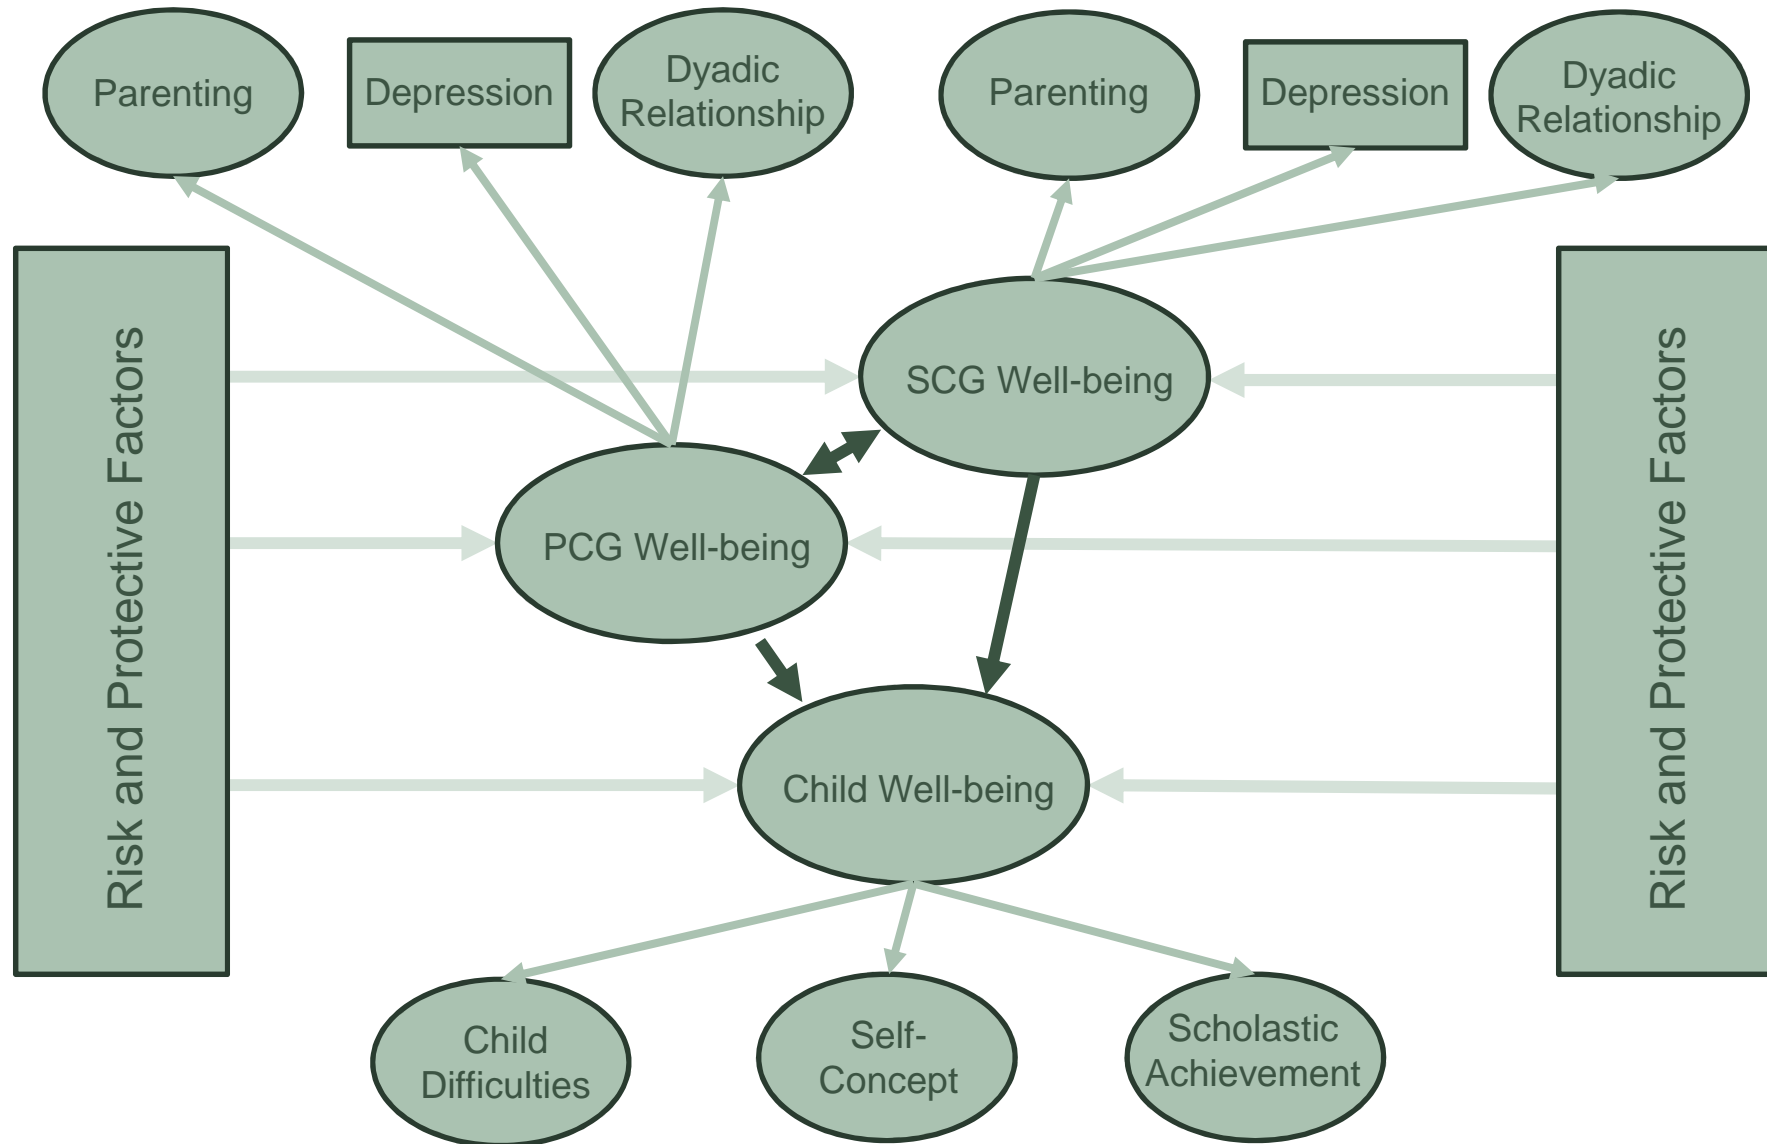 Parenting
Depression
Dyadic
Relationship
Parenting
Depression
Dyadic
Relationship
Risk and Protective Factors
SCG Well-being
PCG Well-being
Child Well-being
Risk and Protective Factors
Child
Difficulties
Self-
Concept
Scholastic
Achievement